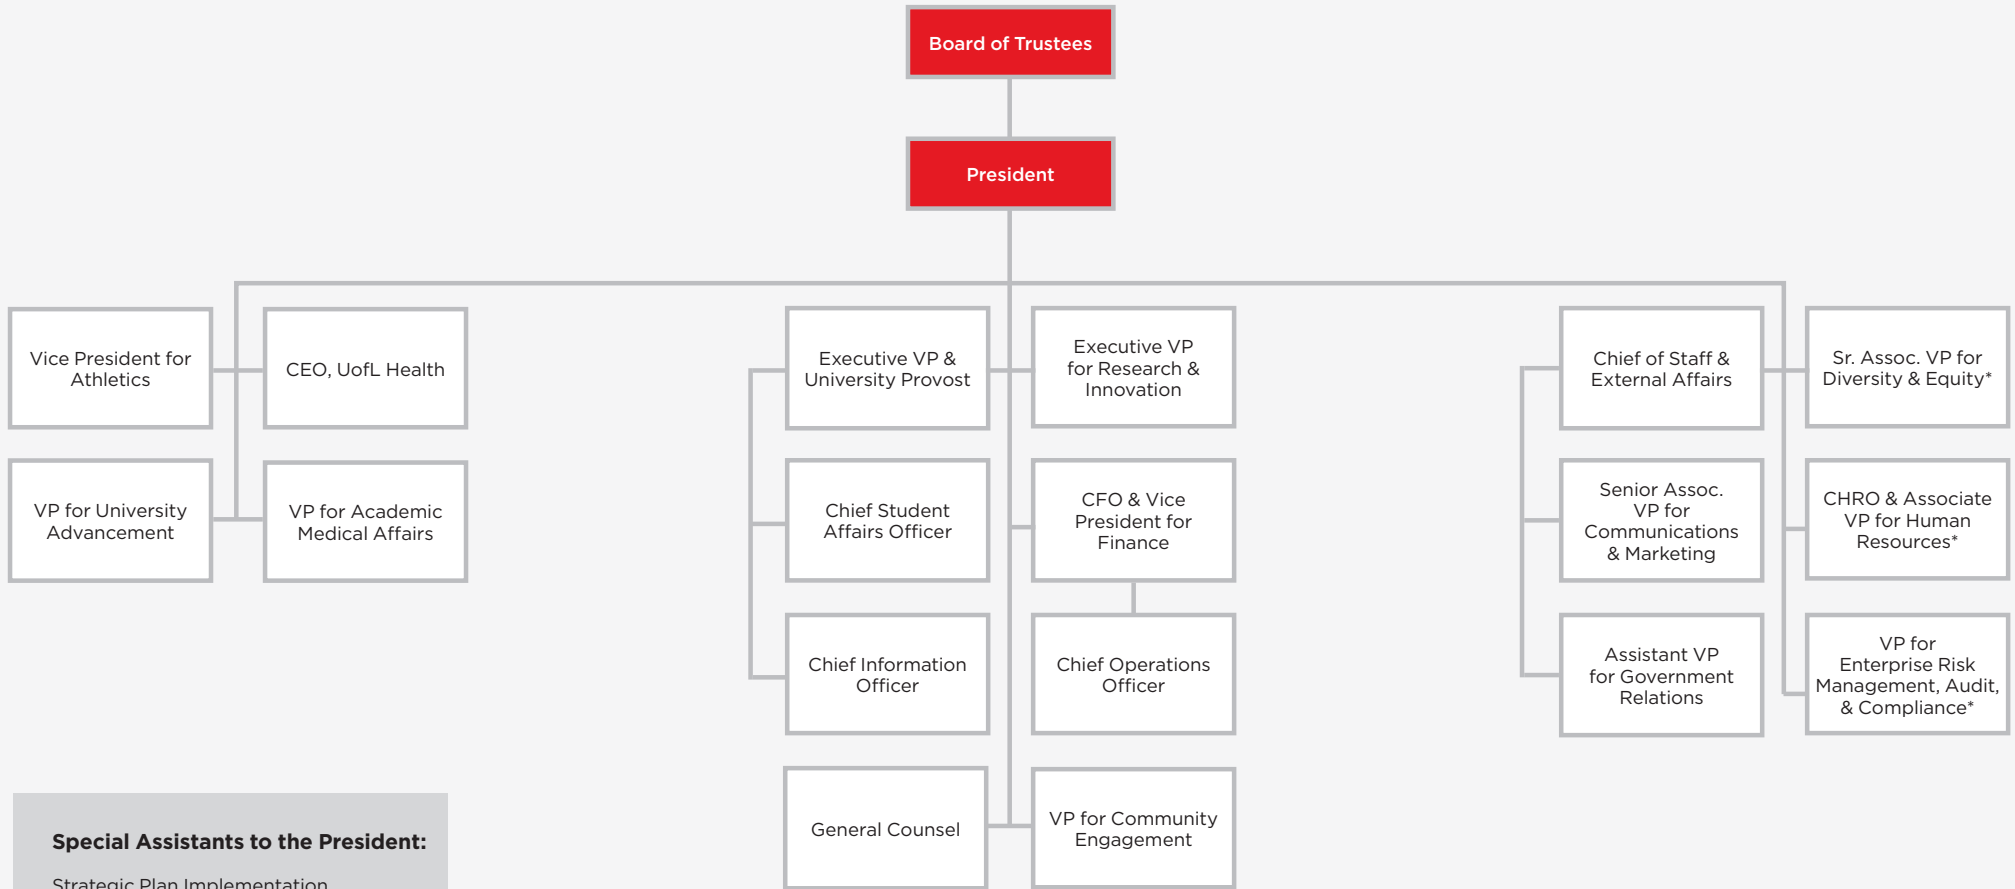 Board of Trustees
President
Vice President for
Athletics
CEO, UofL Health
Executive VP &
University Provost
Executive VP
for Research &
Innovation
Chief of Staff &
External Affairs
Sr. Assoc. VP for
Diversity & Equity*
VP for University
Advancement
VP for Academic
Medical Affairs
Chief Student
Affairs Officer
CFO & Vice
President for
Finance
Senior Assoc.
VP for
Communications
& Marketing
CHRO & Associate
VP for Human
Resources*
Chief Information
Officer
Chief Operations
Officer
Assistant VP
for Government
Relations
VP for
Enterprise Risk
Management, Audit,
& Compliance*
General Counsel
VP for Community
Engagement
Special Assistants to the President:
Strategic Plan Implementation